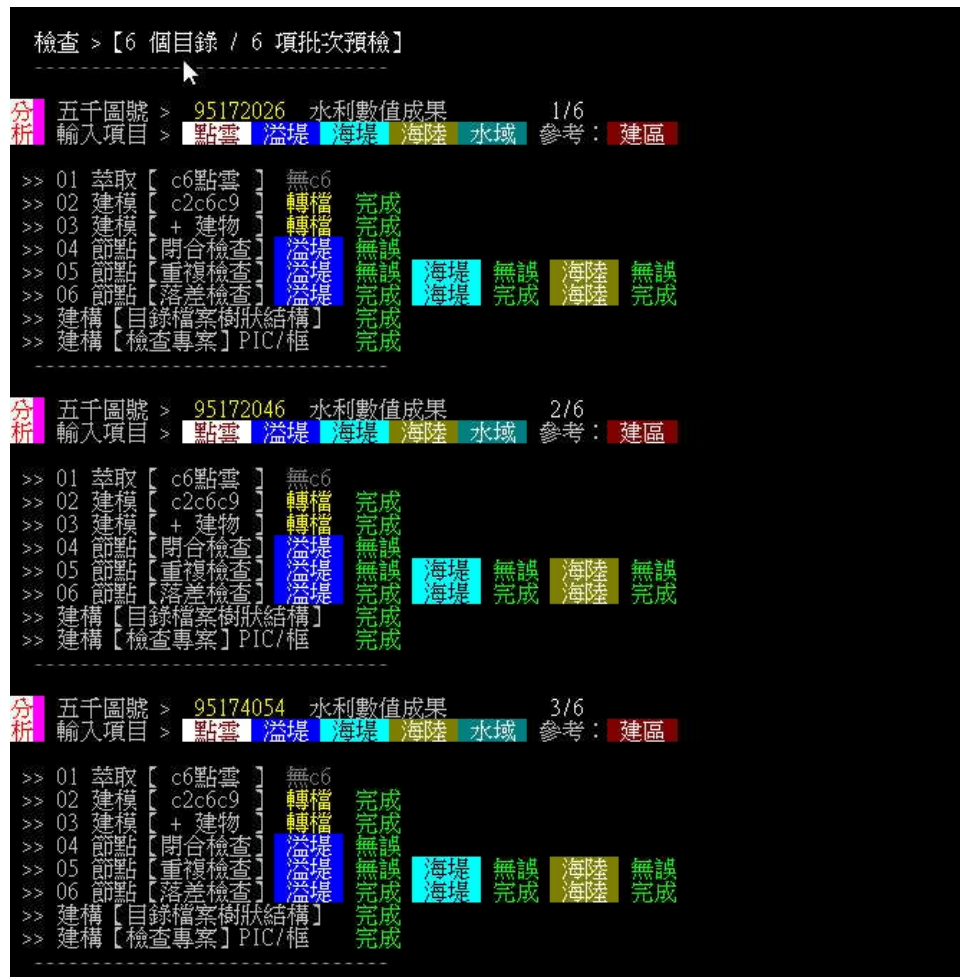 檢查 >【6 個目錄 / 6 項批次預檢】
--------------------------------
分析 五千圖號 > 95172026 水利數值成果 1/6
輸入項目 > 點雲 溢堤 海堤 海陸 水域 參考： 建區
>> 01 萃取【 c6點雲 】 無c6
>> 02 建模【 c2c6c9 】 轉檔 完成
>> 03 建模【 + 建物 】 轉檔 完成
>> 04 節點【閉合檢查】 溢堤 無誤
>> 05 節點【重複檢查】 溢堤 無誤 海堤 無誤 海陸 無誤
>> 06 節點【落差檢查】 溢堤 完成 海堤 完成 海陸 完成
>> 建構【目錄檔案樹狀結構】 完成
>> 建構【檢查專案】PIC/框 完成
--------------------------------
分析 五千圖號 > 95172046 水利數值成果 2/6
輸入項目 > 點雲 溢堤 海堤 海陸 水域 參考： 建區
>> 01 萃取【 c6點雲 】 無c6
>> 02 建模【 c2c6c9 】 轉檔 完成
>> 03 建模【 + 建物 】 轉檔 完成
>> 04 節點【閉合檢查】 溢堤 無誤
>> 05 節點【重複檢查】 溢堤 無誤 海堤 無誤 海陸 無誤
>> 06 節點【落差檢查】 溢堤 完成 海堤 完成 海陸 完成
>> 建構【目錄檔案樹狀結構】 完成
>> 建構【檢查專案】PIC/框 完成
--------------------------------
分析 五千圖號 > 95174054 水利數值成果 3/6
輸入項目 > 點雲 溢堤 海堤 海陸 水域 參考： 建區
>> 01 萃取【 c6點雲 】 無c6
>> 02 建模【 c2c6c9 】 轉檔 完成
>> 03 建模【 + 建物 】 轉檔 完成
>> 04 節點【閉合檢查】 溢堤 無誤
>> 05 節點【重複檢查】 溢堤 無誤 海堤 無誤 海陸 無誤
>> 06 節點【落差檢查】 溢堤 完成 海堤 完成 海陸 完成
>> 建構【目錄檔案樹狀結構】 完成
>> 建構【檢查專案】PIC/框 完成
--------------------------------